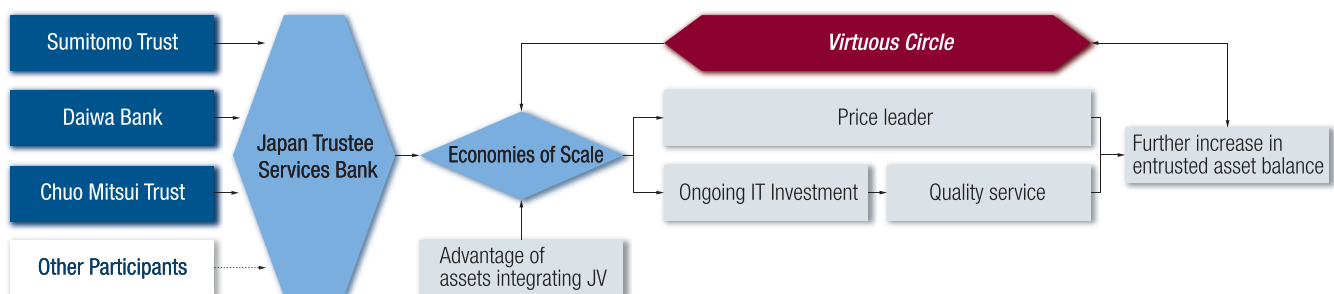 Sumitomo Trust
Daiwa Bank
Chuo Mitsui Trust
Other Participants
Japan Trustee
Services Bank
Economies of Scale
Advantage of
assets integrating JV
Virtuous Circle
Price leader
Ongoing IT Investment
Quality service
Further increase in
entrusted asset balance